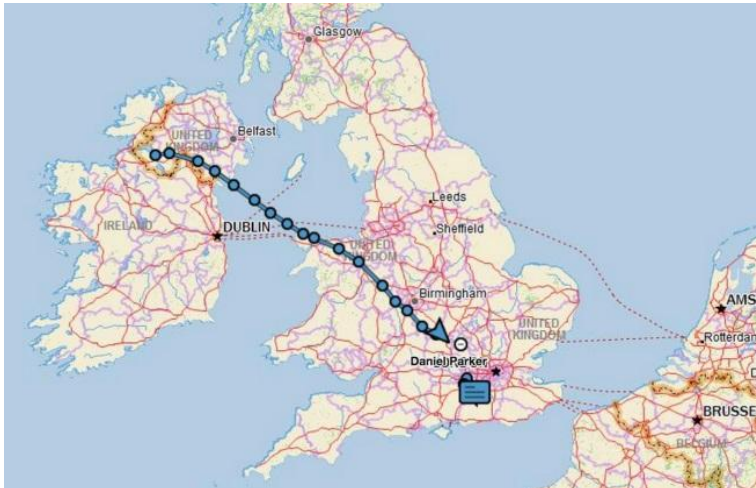 Glasgow
UNITED
KINGDOM
Belfast
Leeds
IRELAND
DUBLIN
Sheffield
UNITED
KINGDOM
Birmingham
AMS
UNITED
KINGDOM
Rotterdam
Daniel Parker
D
BRUSSE
BELGIUM